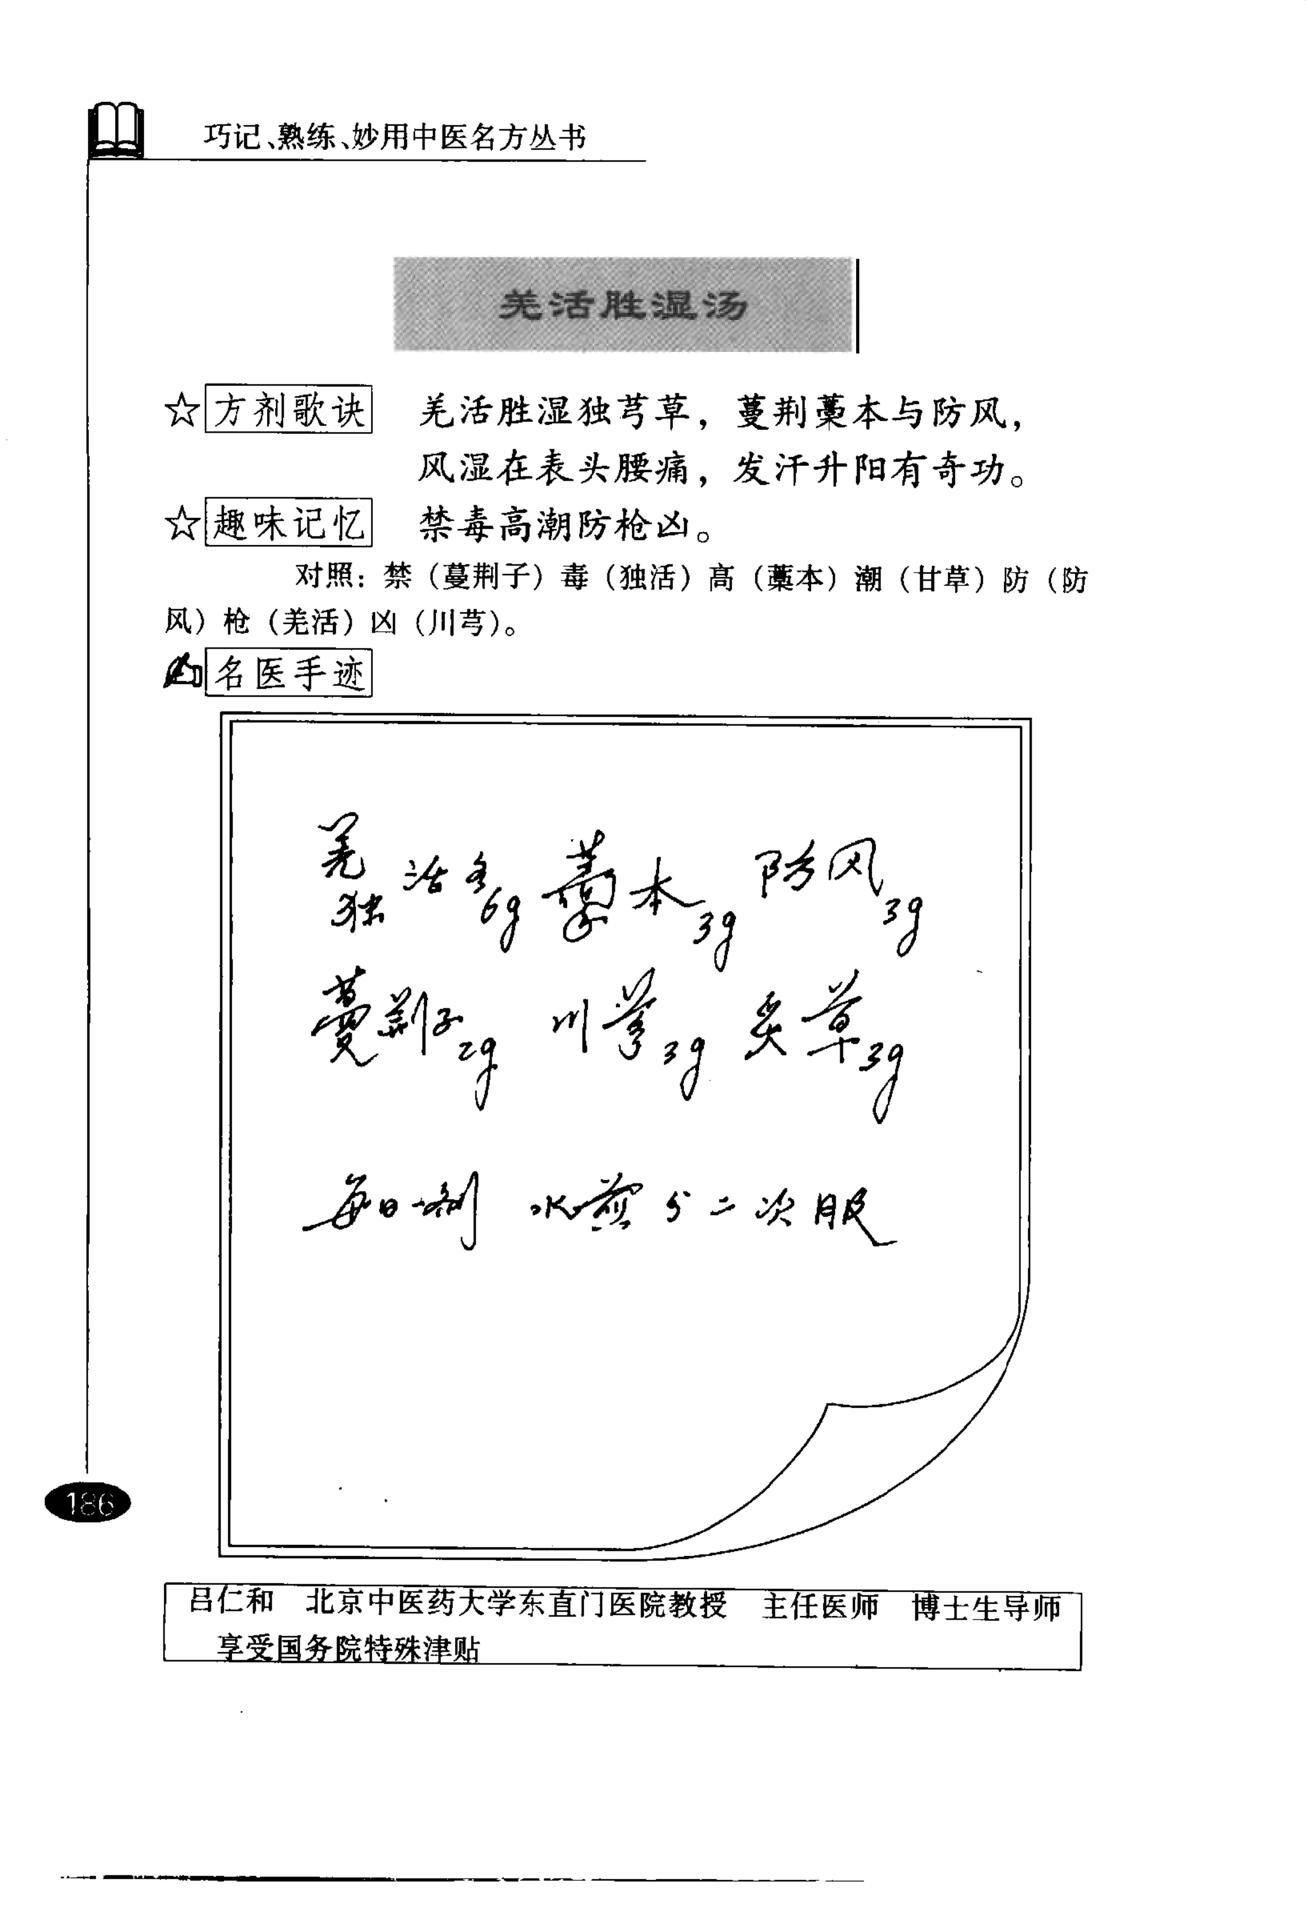 巧记、熟练、妙用中医名方丛书
羌活胜湿汤
☆方剂歌诀 羌活胜湿独芎草，蔓荆藁本与防风，
风湿在表头腰痛，发汗升阳有奇功。
☆趣味记忆 禁毒高潮防枪凶。
对照：禁（蔓荆子）毒（独活）高（藁本）潮（甘草）防（防
风）枪（羌活）凶（川芎）。
名医手迹
羌独活各6g 藁本3g 防风3g
蔓荆子2g 川芎3g 炙草3g
每日一剂 水煎分二次服
186
吕仁和 北京中医药大学东直门医院教授 主任医师 博士生导师
享受国务院特殊津贴